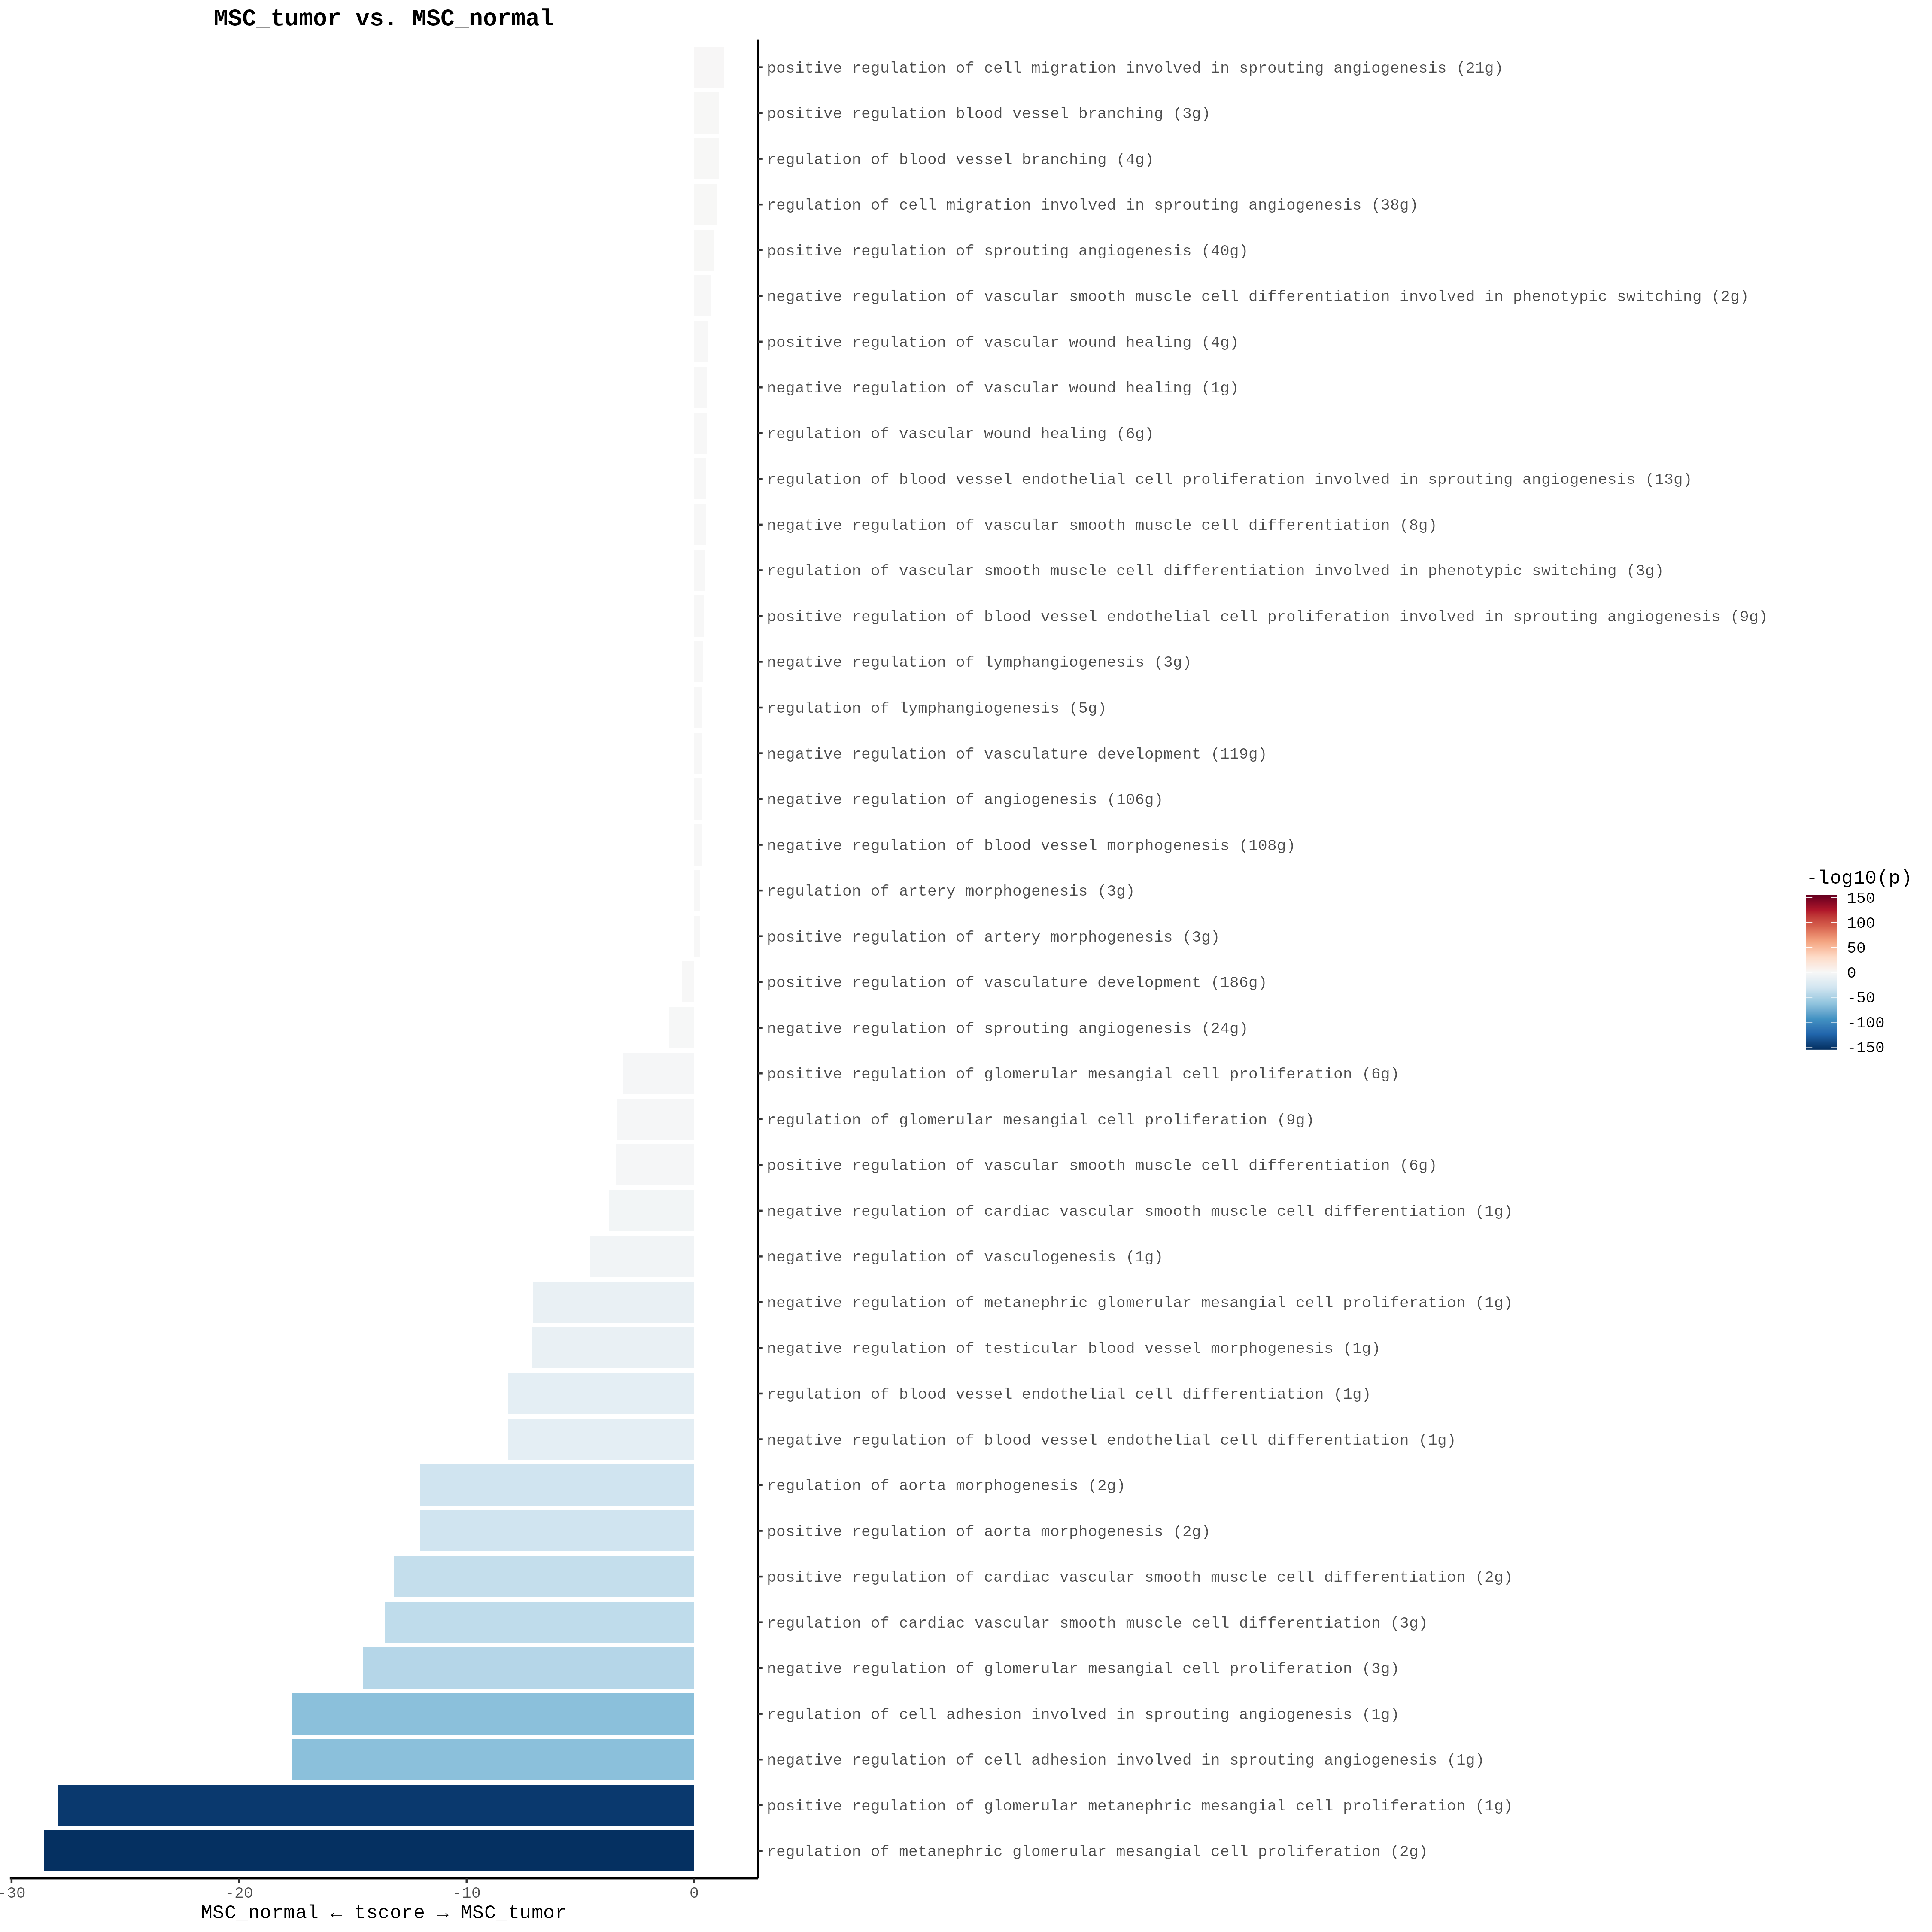 MSC_tumor vs. MSC_normal
positive regulation of cell migration involved in sprouting angiogenesis (21g)
positive regulation blood vessel branching (3g)
regulation of blood vessel branching (4g)
regulation of cell migration involved in sprouting angiogenesis (38g)
positive regulation of sprouting angiogenesis (40g)
negative regulation of vascular smooth muscle cell differentiation involved in phenotypic switching (2g)
positive regulation of vascular wound healing (4g)
negative regulation of vascular wound healing (1g)
regulation of vascular wound healing (6g)
regulation of blood vessel endothelial cell proliferation involved in sprouting angiogenesis (13g)
negative regulation of vascular smooth muscle cell differentiation (8g)
regulation of vascular smooth muscle cell differentiation involved in phenotypic switching (3g)
positive regulation of blood vessel endothelial cell proliferation involved in sprouting angiogenesis (9g)
negative regulation of lymphangiogenesis (3g)
regulation of lymphangiogenesis (5g)
negative regulation of vasculature development (119g)
negative regulation of angiogenesis (106g)
negative regulation of blood vessel morphogenesis (108g)
regulation of artery morphogenesis (3g)
positive regulation of artery morphogenesis (3g)
positive regulation of vasculature development (186g)
negative regulation of sprouting angiogenesis (24g)
positive regulation of glomerular mesangial cell proliferation (6g)
regulation of glomerular mesangial cell proliferation (9g)
positive regulation of vascular smooth muscle cell differentiation (6g)
negative regulation of cardiac vascular smooth muscle cell differentiation (1g)
negative regulation of vasculogenesis (1g)
negative regulation of metanephric glomerular mesangial cell proliferation (1g)
negative regulation of testicular blood vessel morphogenesis (1g)
regulation of blood vessel endothelial cell differentiation (1g)
negative regulation of blood vessel endothelial cell differentiation (1g)
regulation of aorta morphogenesis (2g)
positive regulation of aorta morphogenesis (2g)
positive regulation of cardiac vascular smooth muscle cell differentiation (2g)
regulation of cardiac vascular smooth muscle cell differentiation (3g)
negative regulation of glomerular mesangial cell proliferation (3g)
regulation of cell adhesion involved in sprouting angiogenesis (1g)
negative regulation of cell adhesion involved in sprouting angiogenesis (1g)
positive regulation of glomerular metanephric mesangial cell proliferation (1g)
regulation of metanephric glomerular mesangial cell proliferation (2g)
-30 -20 -10 0
MSC_normal ← tscore → MSC_tumor
-log10(p)
150
100
50
0
-50
-100
-150